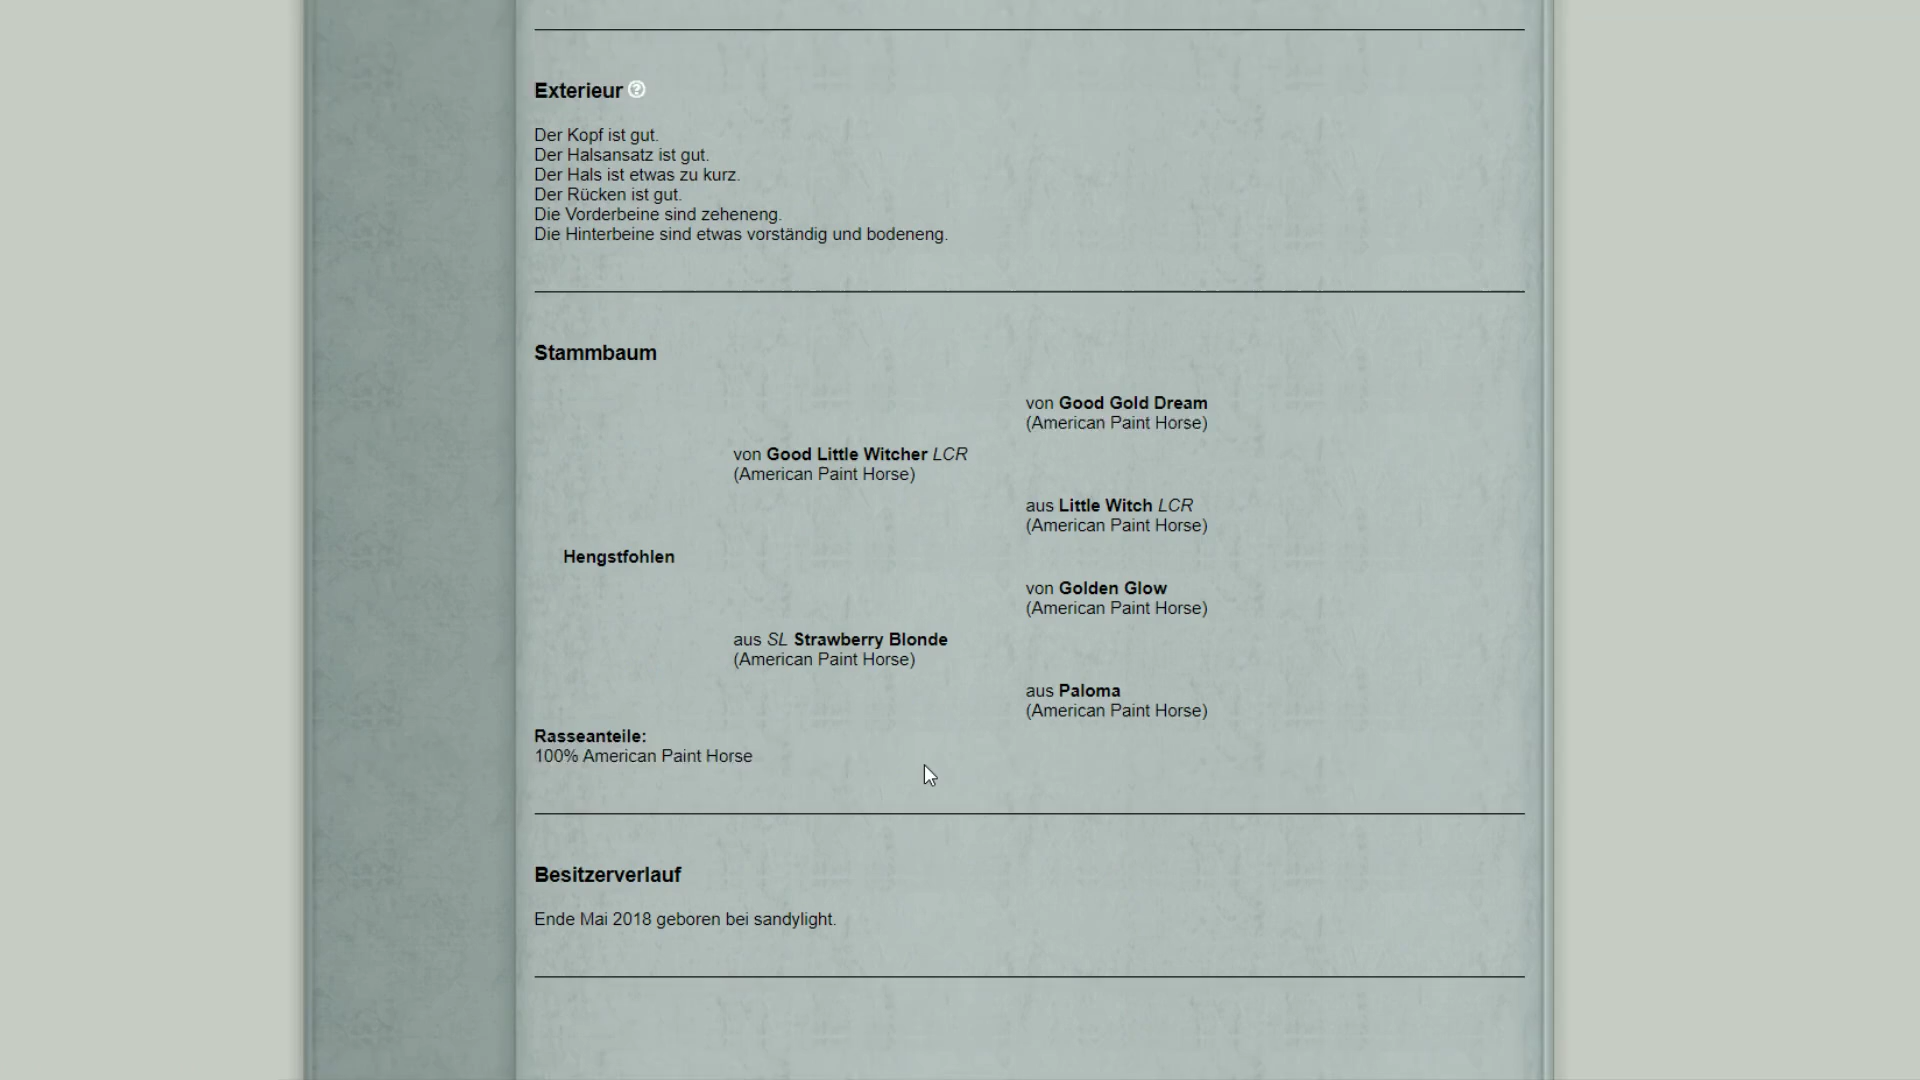 Exterieur
Der Kopf ist gut.
Der Halsansatz ist gut.
Der Hals ist etwas zu kurz.
Der Rücken ist gut.
Die Vorderbeine sind zeheneng.
Die Hinterbeine sind etwas vorständig und bodeneng.
Stammbaum
von Good Gold Dream
(American Paint Horse)
von Good Little Witcher LCR
(American Paint Horse)
aus Little Witch LCR
(American Paint Horse)
Hengstfohlen
von Golden Glow
(American Paint Horse)
aus SL Strawberry Blonde
(American Paint Horse)
aus Paloma
(American Paint Horse)
Rasseanteile:
100% American Paint Horse
Besitzerverlauf
Ende Mai 2018 geboren bei sandylight.